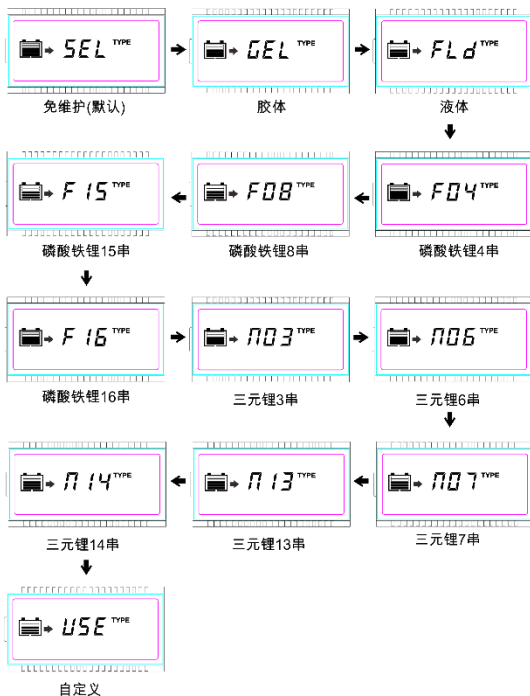 SEL TYPE
GEL TYPE
FLd TYPE
免维护(默认)
胶体
液体
F15 TYPE
F08 TYPE
F04 TYPE
磷酸铁锂15串
磷酸铁锂8串
磷酸铁锂4串
F16 TYPE
n03 TYPE
n06 TYPE
磷酸铁锂16串
三元锂3串
三元锂6串
n14 TYPE
n13 TYPE
n07 TYPE
三元锂14串
三元锂13串
三元锂7串
USE TYPE
自定义